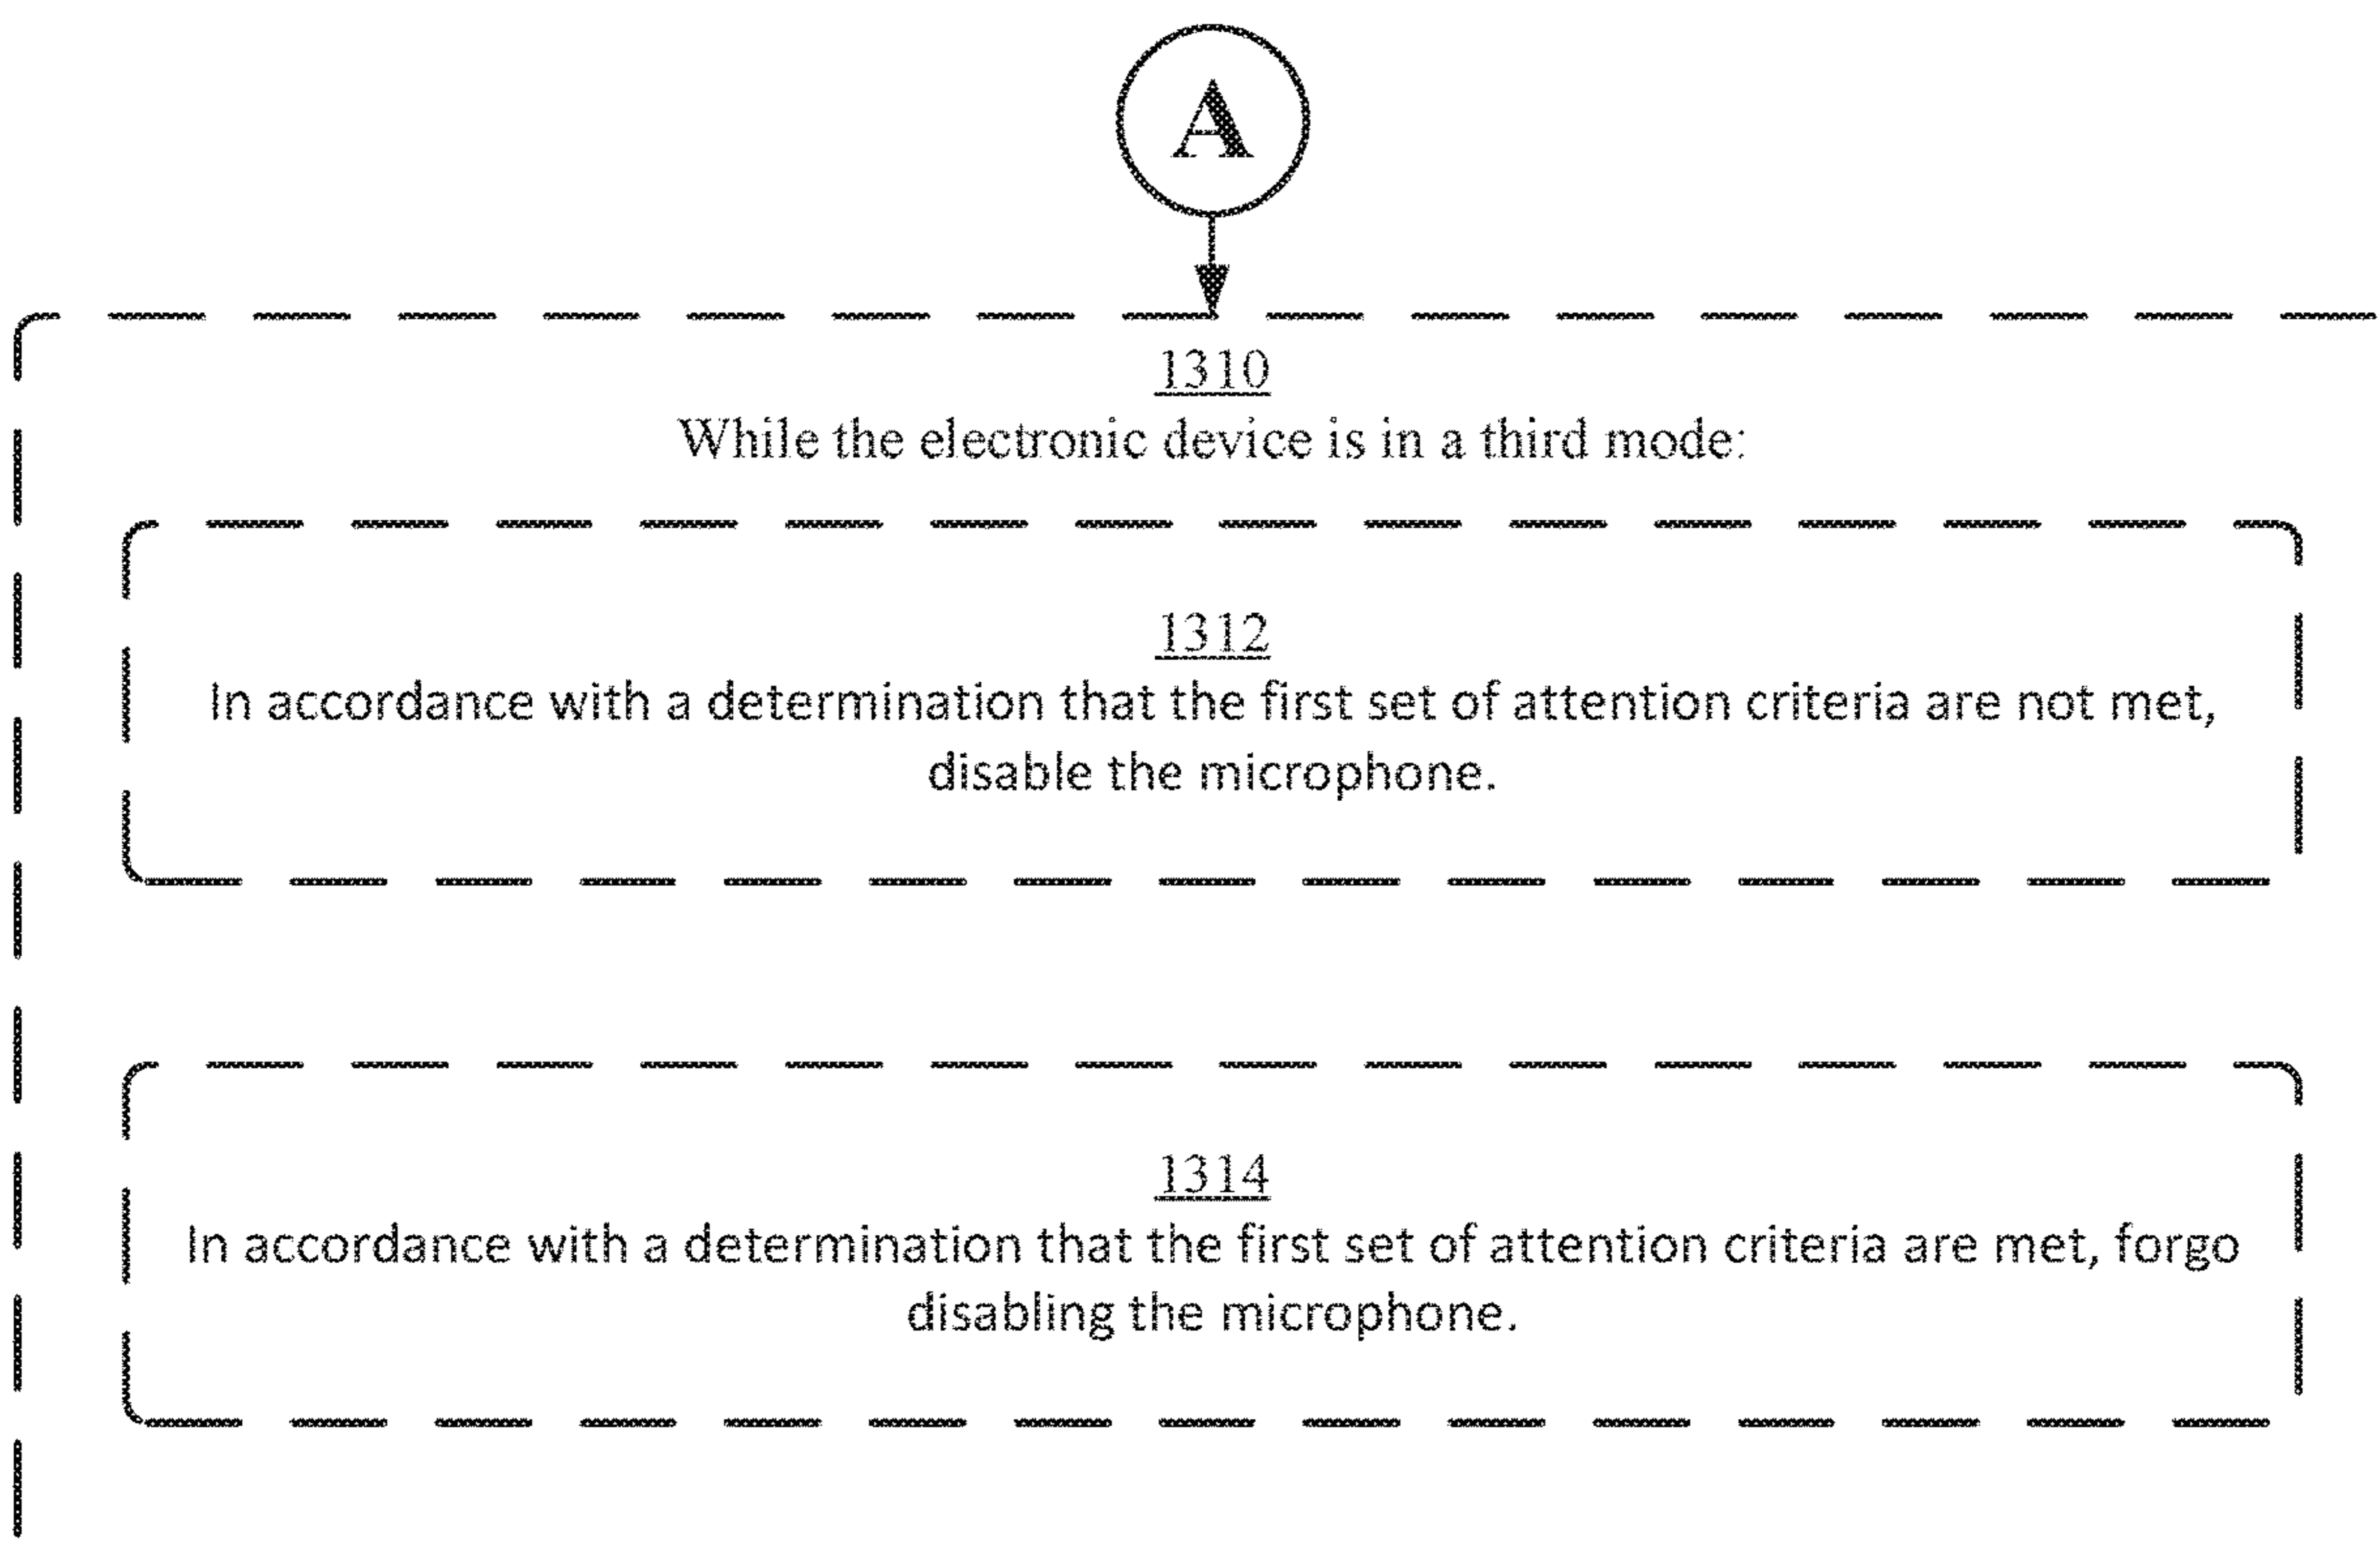 A
1310
While the electronic device is in a third mode:
1312
In accordance with a determination that the first set of attention criteria are not met,
disable the microphone.
1314
In accordance with a determination that the first set of attention criteria are met, forgo
disabling the microphone.